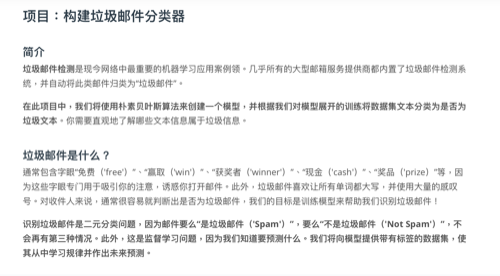 项目：构建垃圾邮件分类器
简介
垃圾邮件检测是现今网络中最重要的机器学习应用案例领。几乎所有的大型邮箱服务提供商都内置了垃圾邮件检测系
统，并自动将此类邮件归类为“垃圾邮件”。
在此项目中，我们将使用朴素贝叶斯算法来创建一个模型，并根据我们对模型展开的训练将数据集文本分类为是否为
垃圾文本。你需要直观地了解哪些文本信息属于垃圾信息。
垃圾邮件是什么？
通常包含字眼“免费（'free'）”、“赢取（'win'）”、“获奖者（'winner'）”、“现金（'cash'）”、“奖品（'prize）”等，因
为这些字眼专门用于吸引你的注意，诱惑你打开邮件。此外，垃圾邮件喜欢让所有单词都大写，并使用大量的感叹
号。对收件人来说，通常很容易就判断出是否为垃圾邮件，我们的目标是训练模型来帮助我们识别垃圾邮件！
识别垃圾邮件是二元分类问题，因为邮件要么“是垃圾邮件（'Spam'）”，要么“不是垃圾邮件（'Not Spam'）”，不
会再有第三种情况。此外，这是监督学习问题，因为我们知道要预测什么。我们将向模型提供带有标签的数据集，使
其从中学习规律并作出未来预测。